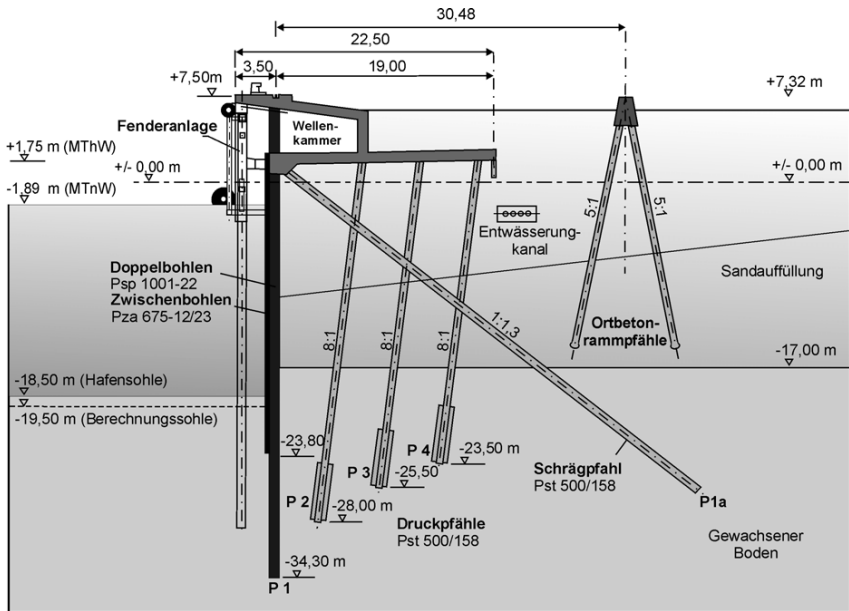 30,48
22,50
3,50
19,00
+7,50m
+7,32 m
Fenderanlage
Wellen-
kammer
+1,75 m (MThW)
+/- 0,00 m
+/- 0,00 m
-1,89 m (MTnW)
5:1
5:1
Entwässerung-
kanal
Doppelbohlen
Psp 1001-22
Zwischenbohlen
Pza 675-12/23
Sandauffüllung
8:1
8:1
8:1
1:1,3
Ortbeton-
rammpfähle
-17,00 m
-18,50 m (Hafensohle)
-19,50 m (Berechnungssohle)
-23,80
P 4
-23,50 m
P 3
-25,50
Schrägpfahl
Pst 500/158
P 2
-28,00 m
P1a
Druckpfähle
Pst 500/158
Gewachsener
Boden
-34,30 m
P 1